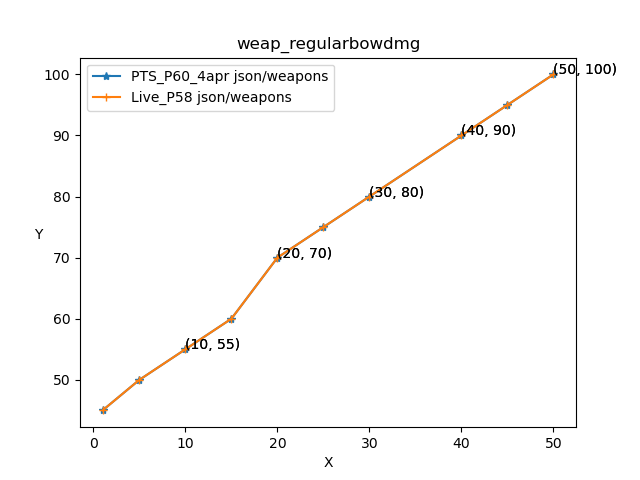 weap_regularbowdmg
PTS_P60_4apr json/weapons
Live_P58 json/weapons
(50, 100)
(40, 90)
(30, 80)
(20, 70)
(10, 55)
100
90
80
70
60
50
Y
0 10 20 30 40 50
X